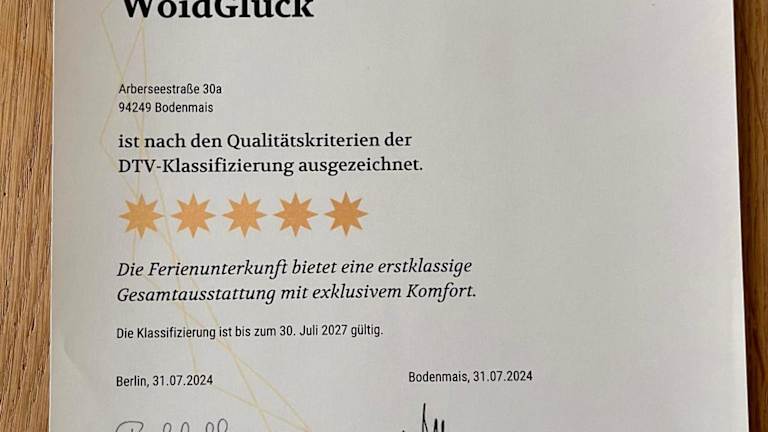 WoidGlück
Arberseestraße 30a
94249 Bodenmais
ist nach den Qualitätskriterien der
DTV-Klassifizierung ausgezeichnet.
Die Ferienunterkunft bietet eine erstklassige
Gesamtausstattung mit exklusivem Komfort.
Die Klassifizierung ist bis zum 30. Juli 2027 gültig.
Berlin, 31.07.2024
Bodenmais, 31.07.2024